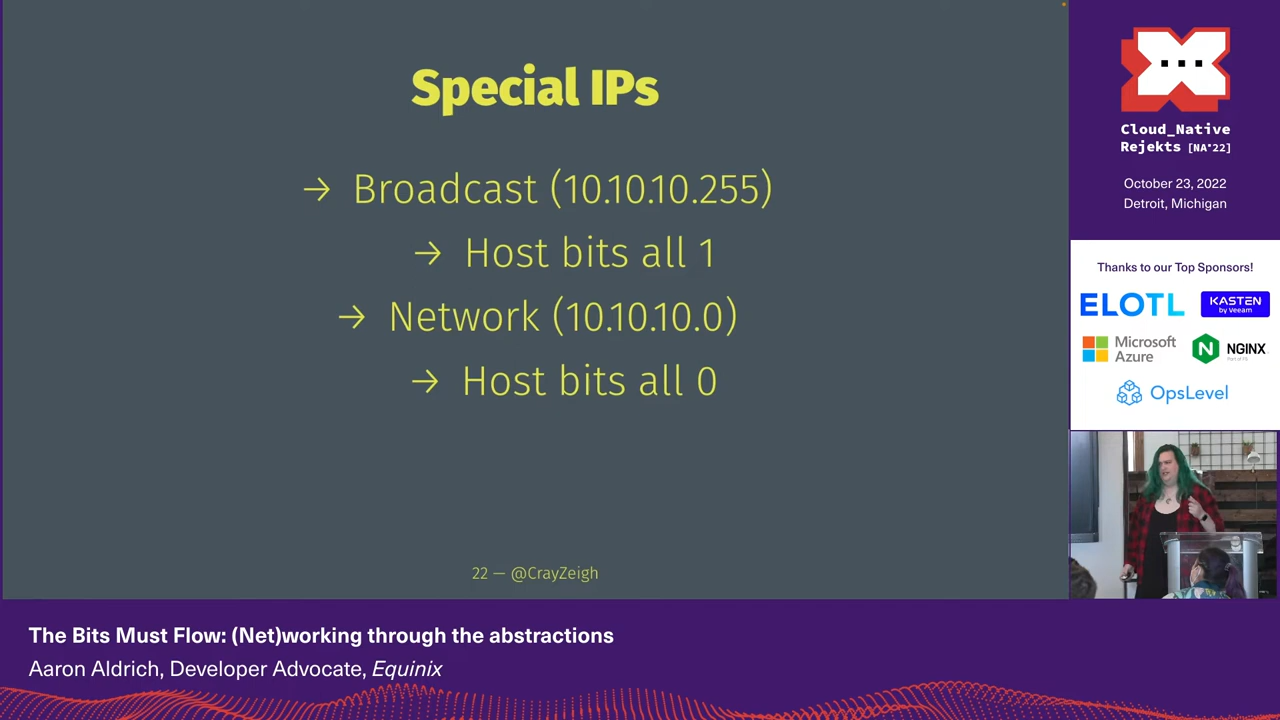 Special IPs
→ Broadcast (10.10.10.255)
→ Host bits all 1
→ Network (10.10.10.0)
→ Host bits all 0
22 — @CrayZeigh
Cloud_Native
Rejekts [NA'22]
October 23, 2022
Detroit, Michigan
Thanks to our Top Sponsors!
ELOTL
KASTEN
by Veeam
Microsoft
Azure
NGINX
Part of F5
OpsLevel
The Bits Must Flow: (Net)working through the abstractions
Aaron Aldrich, Developer Advocate, Equinix